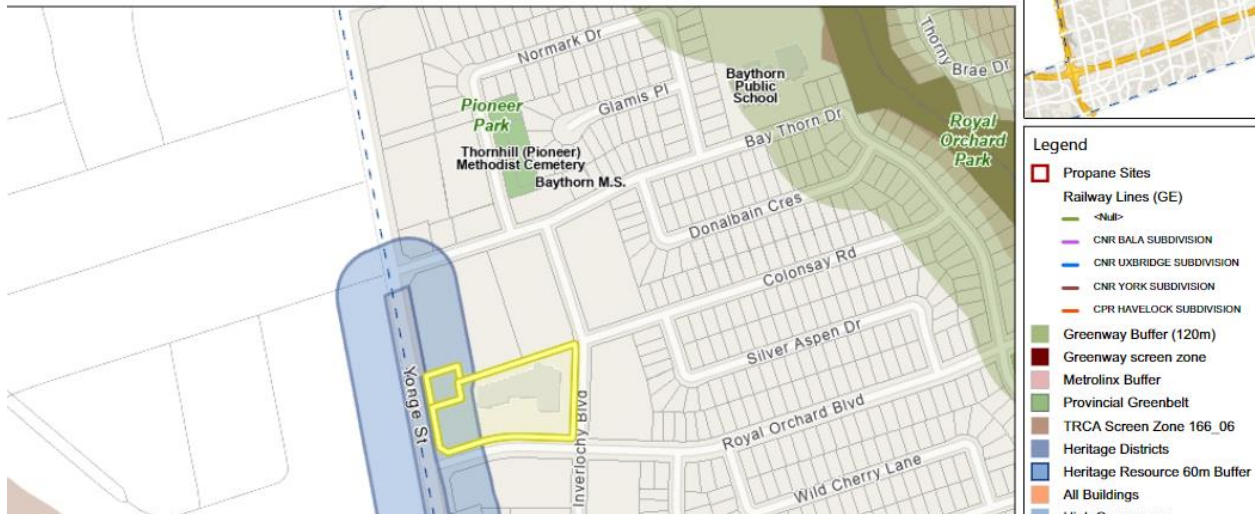 Normark Dr
Thorny
Brae Dr
Baythorn
Public
School
Glamis Pl
Pioneer
Park
Bay Thorn Dr
Royal
Orchard
Park
Thornhill (Pioneer)
Methodist Cemetery
Baythorn M.S.
Donalbain Cres
Colonsay Rd
Silver Aspen Dr
Yonge St
Inverlochy Blvd
Royal Orchard Blvd
Wild Cherry Lane
Legend
Propane Sites
Railway Lines (GE)
<Null>
CNR BALA SUBDIVISION
CNR UXBRIDGE SUBDIVISION
CNR YORK SUBDIVISION
CPR HAVELOCK SUBDIVISION
Greenway Buffer (120m)
Greenway screen zone
Metrolinx Buffer
Provincial Greenbelt
TRCA Screen Zone 166_06
Heritage Districts
Heritage Resource 60m Buffer
All Buildings